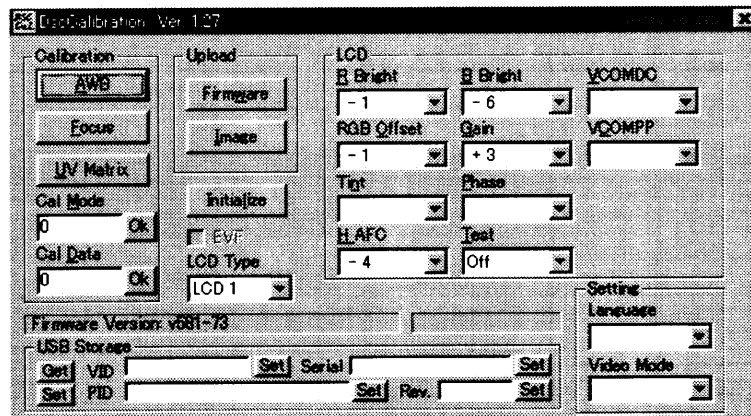 DscCalibration Ver. 1.27
Calibration
AWB
Focus
UV Matrix
Cal Mode
0 Ok
Cal Data
0 Ok
Upload
Firmware
Image
Initialize
EVF
LCD Type
LCD 1
LCD
R Bright
- 1
B Bright
- 6
VCOMDC
RGB Offset
- 1
Gain
+ 3
VCOMPP
Tint
Phase
H AFC
- 4
Test
Off
Firmware Version: v581-73
Setting
Language
Video Mode
USB Storage
Get VID Set Serial Set
Set PID Set Rev. Set